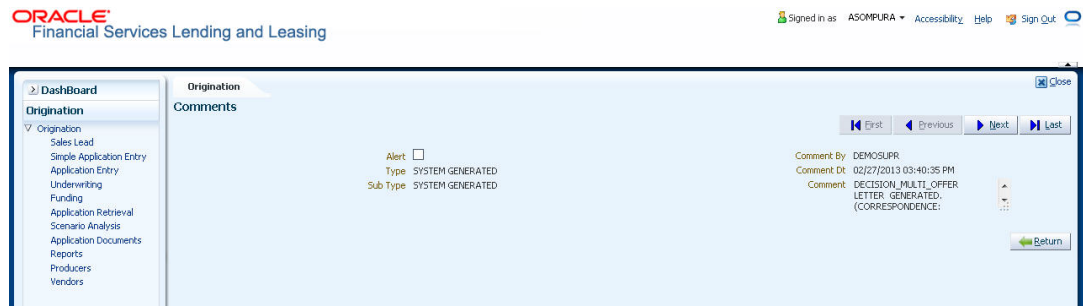 ORACLE
Financial Services Lending and Leasing
Signed in as ASOMPURA Accessibility Help Sign Out
DashBoard
Origination
Origination
Sales Lead
Simple Application Entry
Application Entry
Underwriting
Funding
Application Retrieval
Scenario Analysis
Application Documents
Reports
Producers
Vendors
Origination
Close
Comments
First Previous Next Last
Alert
Type SYSTEM GENERATED
Sub Type SYSTEM GENERATED
Comment By DEMOSUPR
Comment Dt 02/27/2013 03:40:35 PM
Comment DECISION_MULTI_OFFER
LETTER GENERATED.
(CORRESPONDENCE:
Return